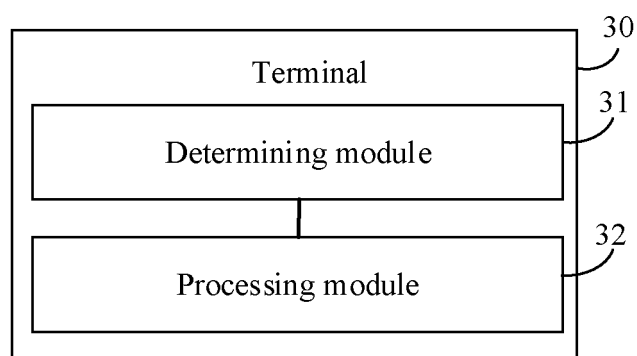 30
Terminal
31
Determining module
32
Processing module